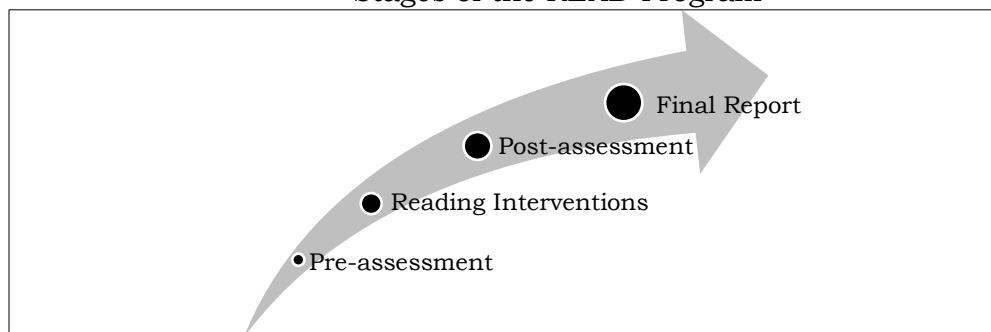 Stages of the READ Program
Final Report
Post-assessment
Reading Interventions
Pre-assessment